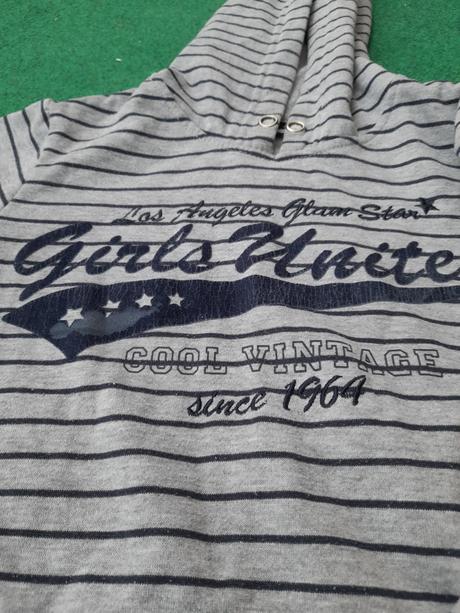 Los Angeles Glam Star
Girls Unite
COOL VINTAGE
since 1964